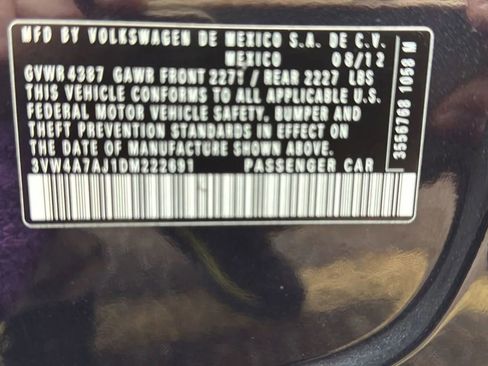 MFD BY VOLKSWAGEN DE MEXICO S.A. DE C.V.
MEXICO 08/12
GVWR 4387 GAWR FRONT 2271 / REAR 2227 LBS
THIS VEHICLE CONFORMS TO ALL APPLICABLE U.S.
FEDERAL MOTOR VEHICLE SAFETY, BUMPER AND
THEFT PREVENTION STANDARDS IN EFFECT ON
THE DATE OF MANUFACTURE SHOWN ABOVE.
3VW4A7AJ1DM222891 PASSENGER CAR
3556768 1058 M